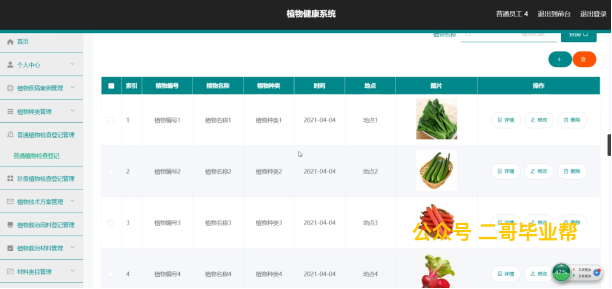 植物健康系统
普通员工 4 退出到前台 退出登录
首页
植物名称
查询
个人中心
植物疾病案例管理
植物种类管理
普通植物检查登记管理
普通植物检查登记
珍稀植物检查登记管理
植物技术方案管理
植物救治用料登记管理
植物救治材料管理
材料类目管理
索引 植物编号 植物名称 植物种类 时间 地点 图片 操作
1 植物编号1 植物名称1 植物种类1 2021-04-04 地点1 详情 修改 删除
2 植物编号2 植物名称2 植物种类2 2021-04-04 地点2 详情 修改 删除
3 植物编号3 植物名称3 植物种类3 2021-04-04 地点3 详情 修改 删除
公众号 二哥毕业帮
4 植物编号4 植物名称4 植物种类4 2021-04-04 地点4 详情 修改 删除
47%